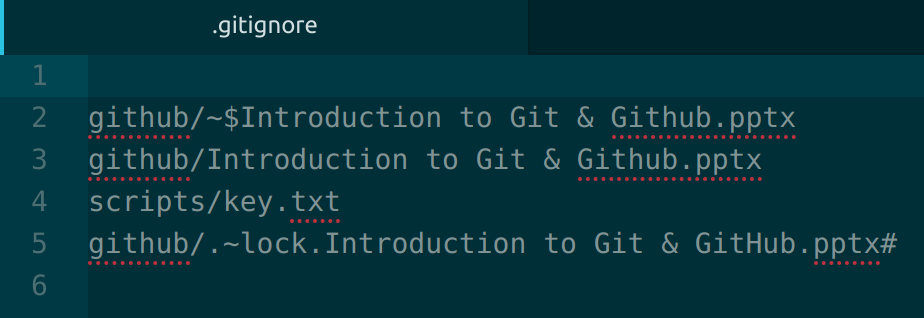 .gitignore
1
2 github/~$Introduction to Git & Github.pptx
3 github/Introduction to Git & Github.pptx
4 scripts/key.txt
5 github/.~lock.Introduction to Git & GitHub.pptx#
6